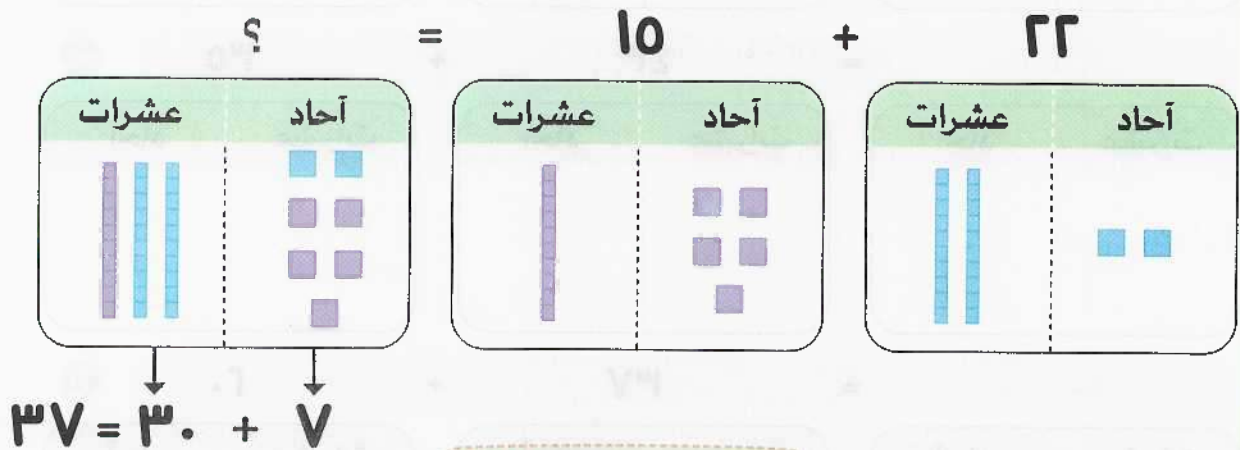 ٢٢ + ١٥ = ؟
آحاد عشرات آحاد عشرات آحاد عشرات
٧ + ٣٠ = ٣٧